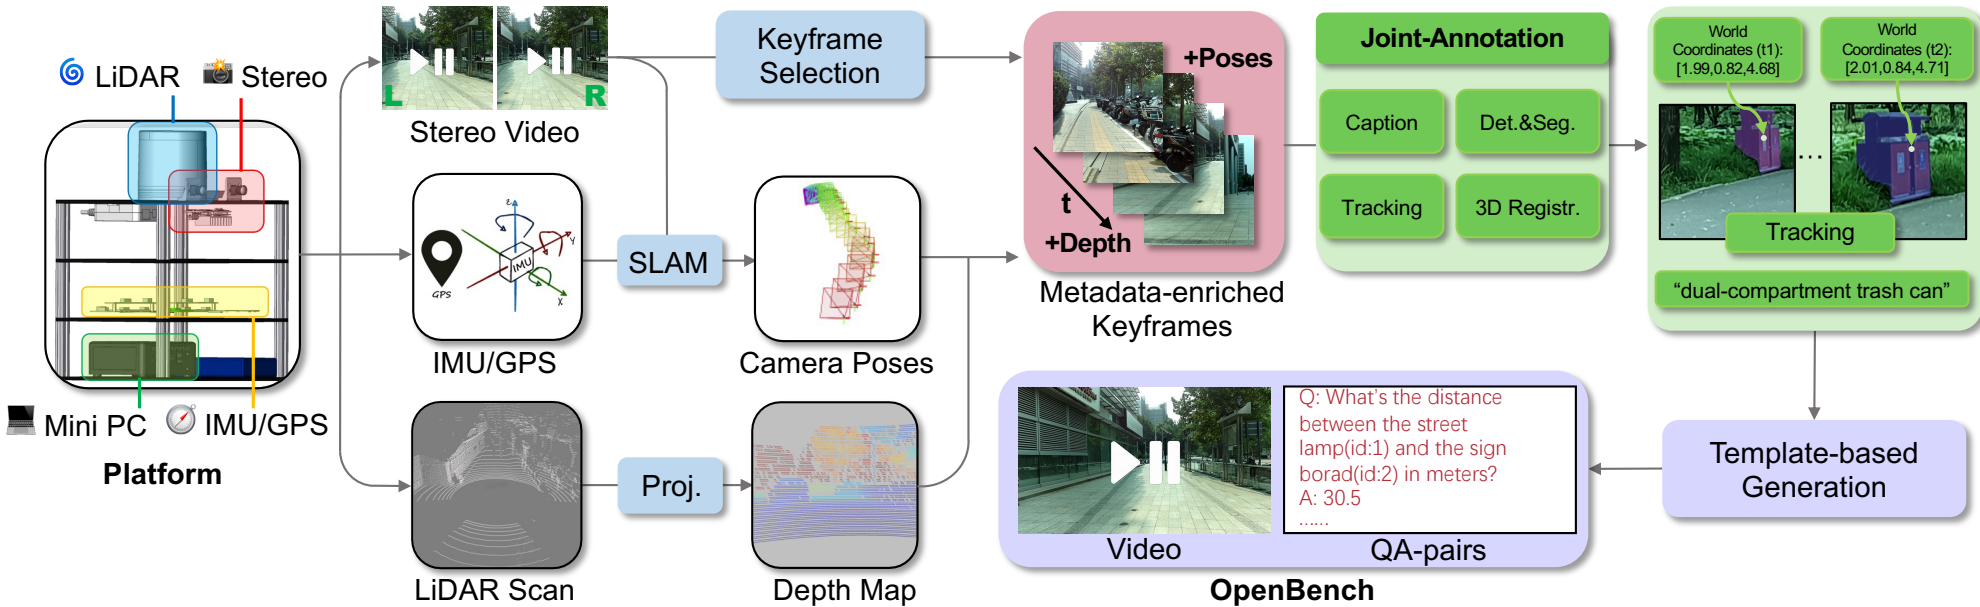 LiDAR
Stereo
Mini PC
IMU/GPS
Platform
L
R
Stereo Video
GPS
IMU
z
Y
X
IMU/GPS
LiDAR Scan
Keyframe
Selection
SLAM
Proj.
Camera Poses
Depth Map
+Poses
t
+Depth
Metadata-enriched
Keyframes
Joint-Annotation
Caption
Det.&Seg.
Tracking
3D Registr.
World
Coordinates (t1):
[1.99,0.82,4.68]
World
Coordinates (t2):
[2.01,0.84,4.71]
...
Tracking
“dual-compartment trash can”
Template-based
Generation
Q: What's the distance
between the street
lamp(id:1) and the sign
borad(id:2) in meters?
A: 30.5
......
Video
QA-pairs
OpenBench